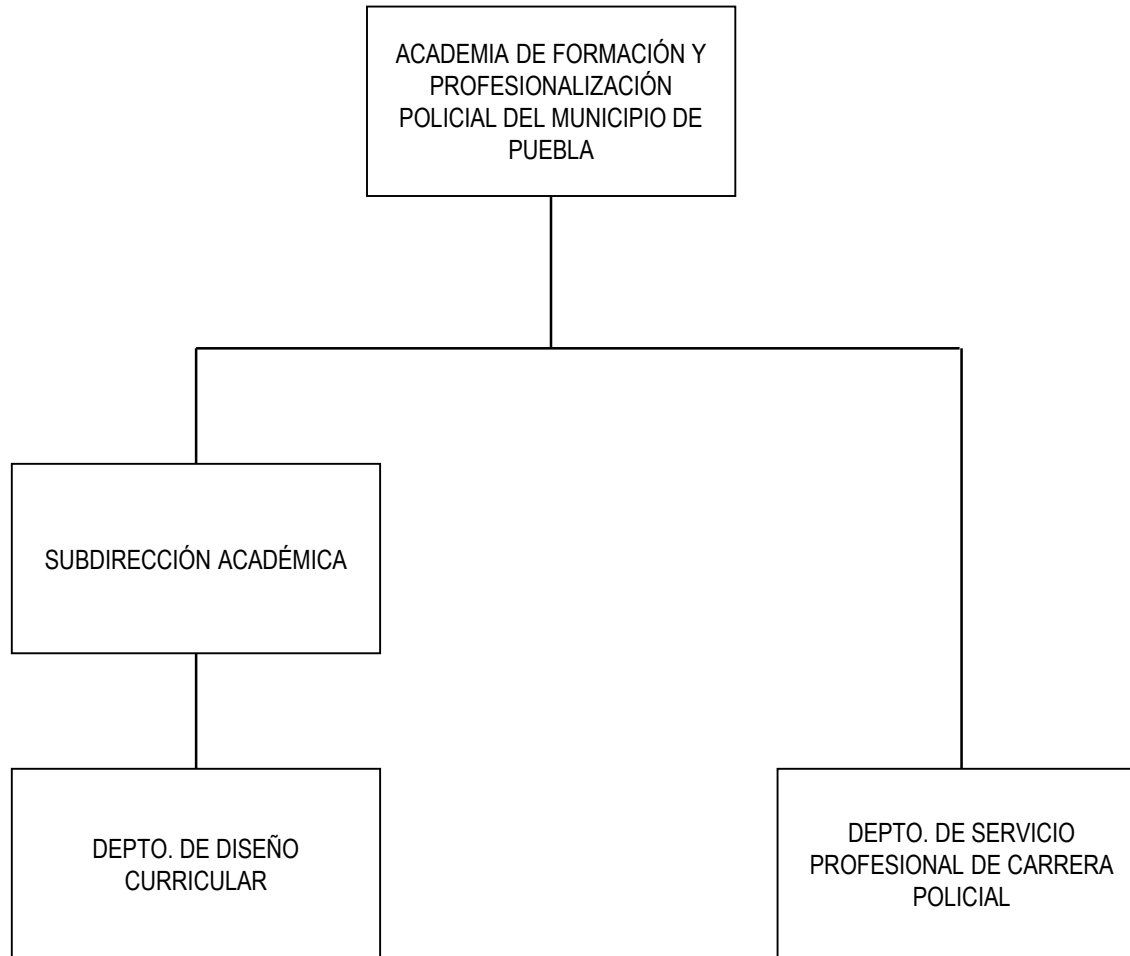 ACADEMIA DE FORMACIÓN Y
PROFESIONALIZACIÓN
POLICIAL DEL MUNICIPIO DE
PUEBLA
SUBDIRECCIÓN ACADÉMICA
DEPTO. DE DISEÑO
CURRICULAR
DEPTO. DE SERVICIO
PROFESIONAL DE CARRERA
POLICIAL